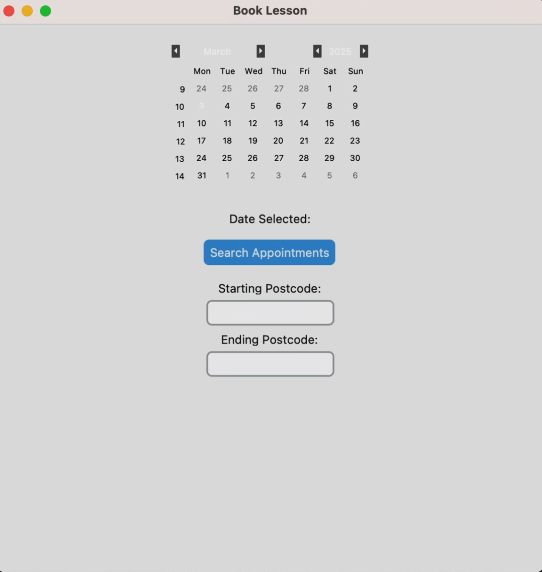 Book Lesson
March 2025
Mon Tue Wed Thu Fri Sat Sun
9 24 25 26 27 28 1 2
10 3 4 5 6 7 8 9
11 10 11 12 13 14 15 16
12 17 18 19 20 21 22 23
13 24 25 26 27 28 29 30
14 31 1 2 3 4 5 6
Date Selected:
Search Appointments
Starting Postcode:
Ending Postcode: